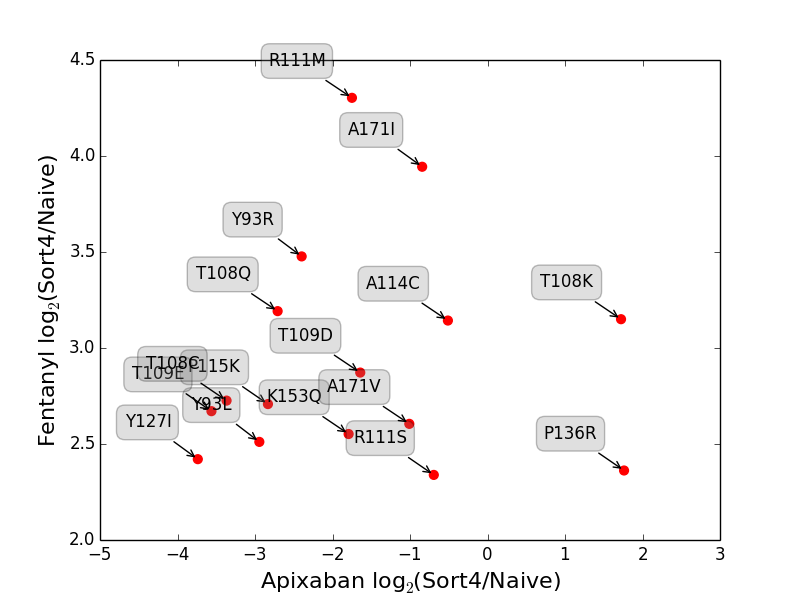 4.5
R111M
A171I
4.0
Y93R
3.5
T108Q
A114C
T108K
T109D
3.0
T108C
T109E
A171V
K153Q
Y93L
Y127I
R111S
P136R
2.5
2.0
−5 −4 −3 −2 −1 0 1 2 3
Fentanyl log2(Sort4/Naive)
Apixaban log2(Sort4/Naive)